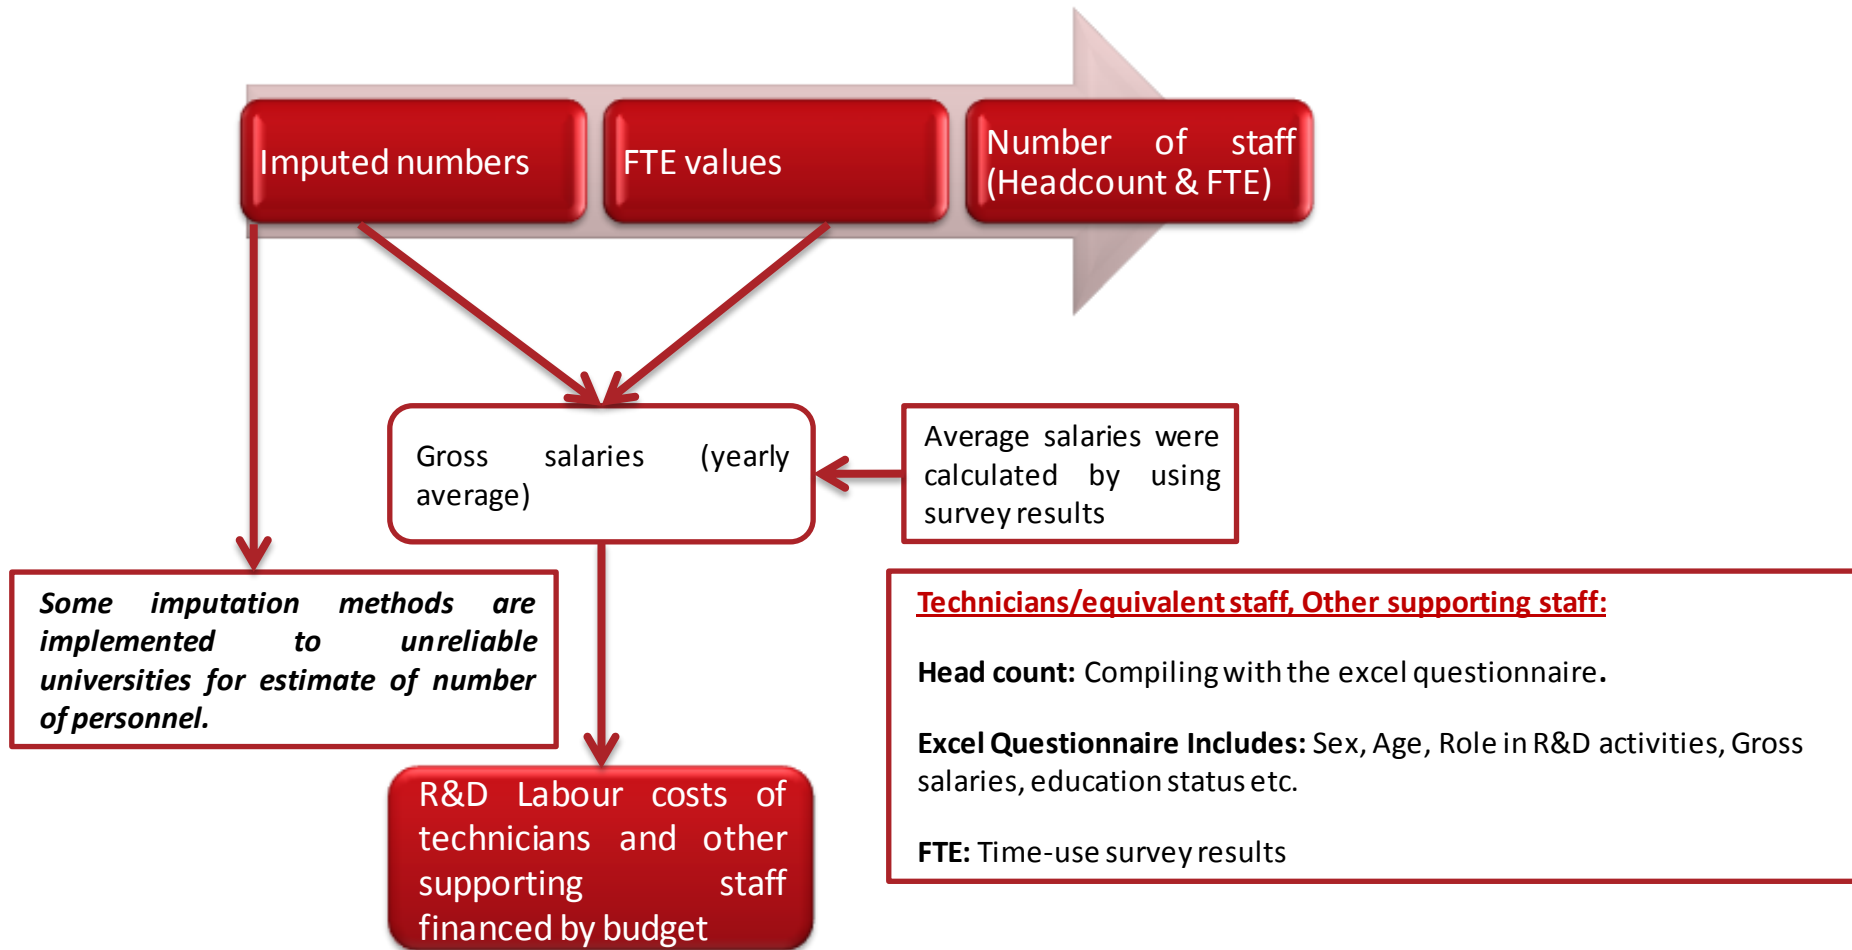 Imputed numbers
FTE values
Number of staff
(Headcount & FTE)
Gross salaries (yearly
average)
Average salaries were
calculated by using
survey results
Some imputation methods are
implemented to unreliable
universities for estimate of number
of personnel.
Technicians/equivalent staff, Other supporting staff:
Head count: Compiling with the excel questionnaire.
Excel Questionnaire Includes: Sex, Age, Role in R&D activities, Gross
salaries, education status etc.
FTE: Time-use survey results
R&D Labour costs of
technicians and other
supporting staff
financed by budget